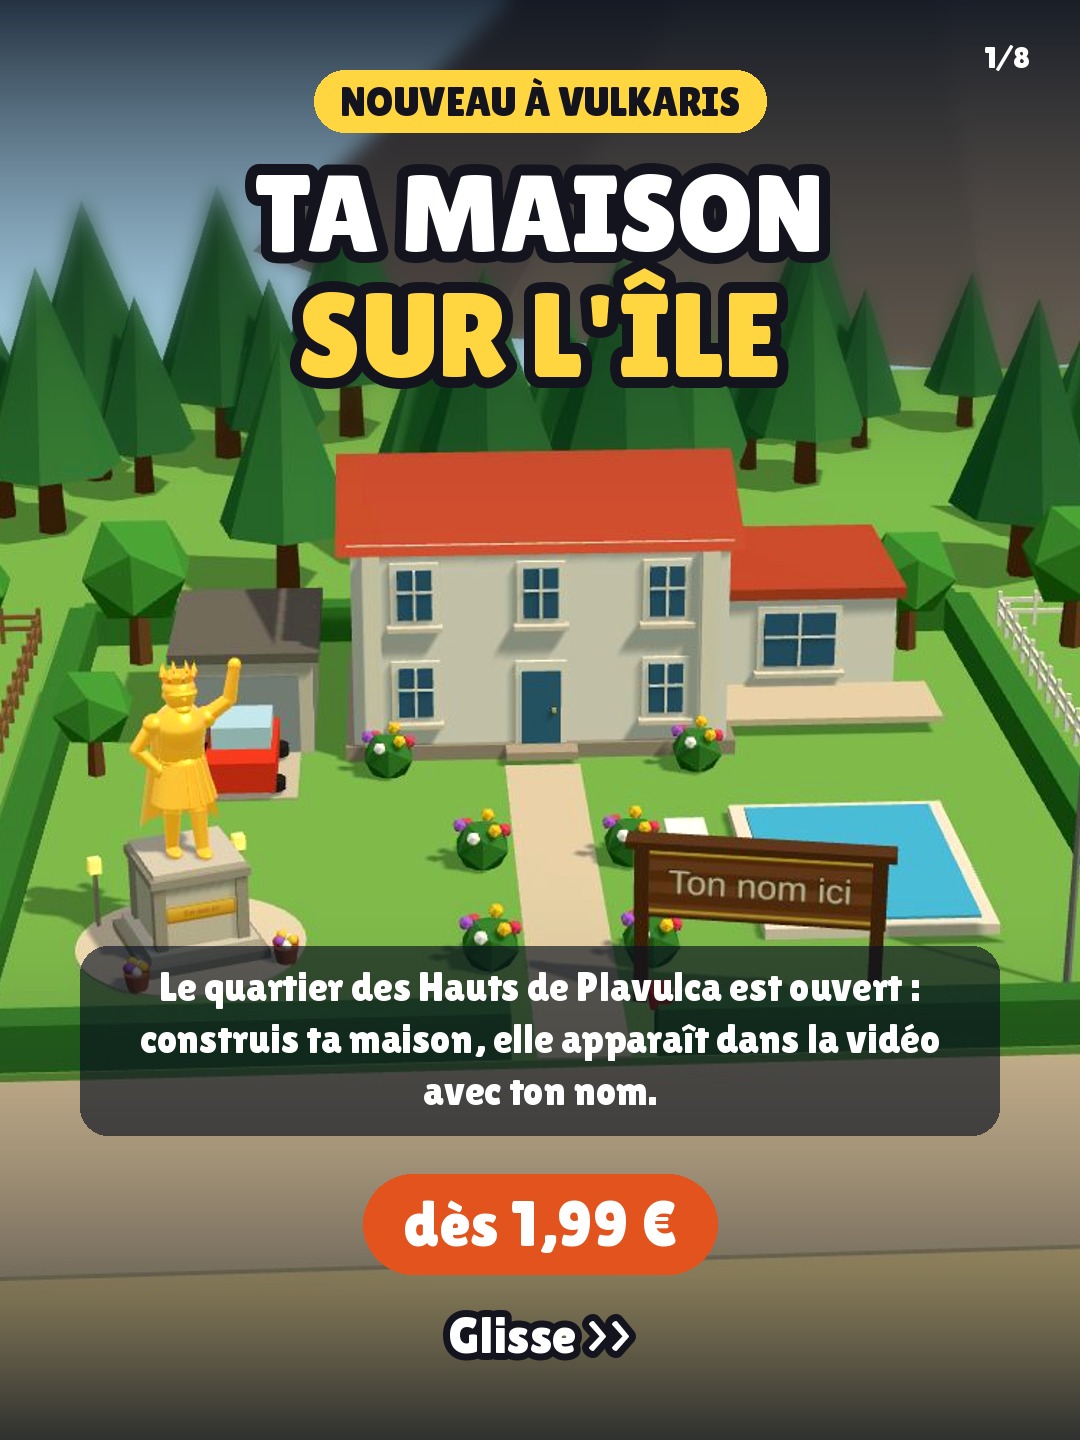 1/8
NOUVEAU À VULKARIS
TA MAISON
SUR L'ÎLE
Ton nom ici
Le quartier des Hauts de Plavulca est ouvert :
construis ta maison, elle apparaît dans la vidéo
avec ton nom.
dès 1,99 €
Glisse >>